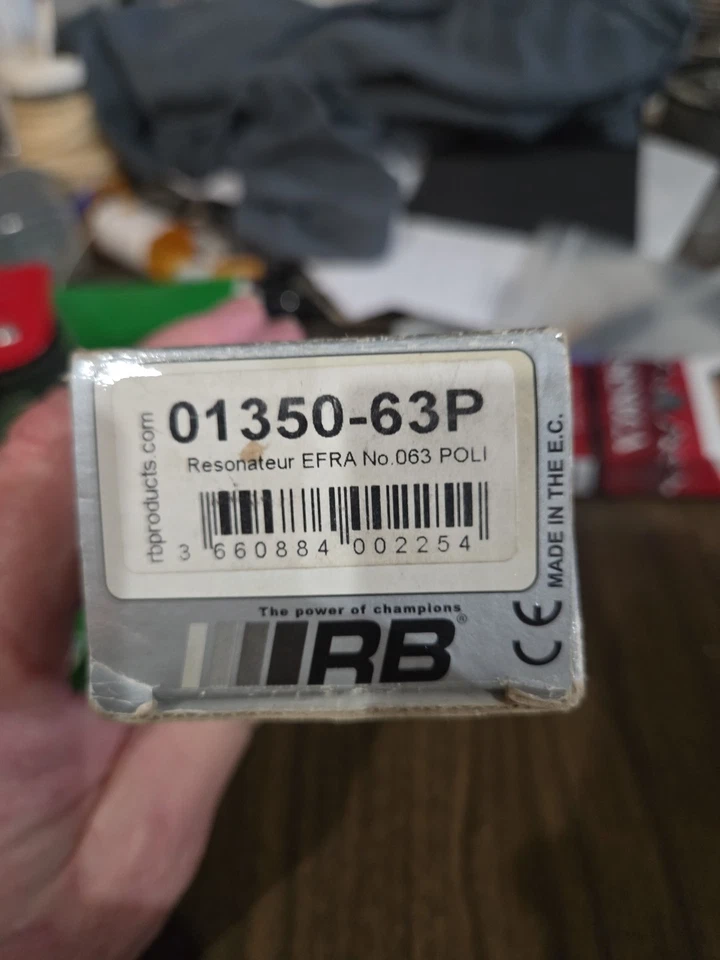 01350-63P
Resonateur EFRA No.063 POLI
3 660884 002254
rbproducts.com
MADE IN THE E.C.
CE
The power of champions
RB®